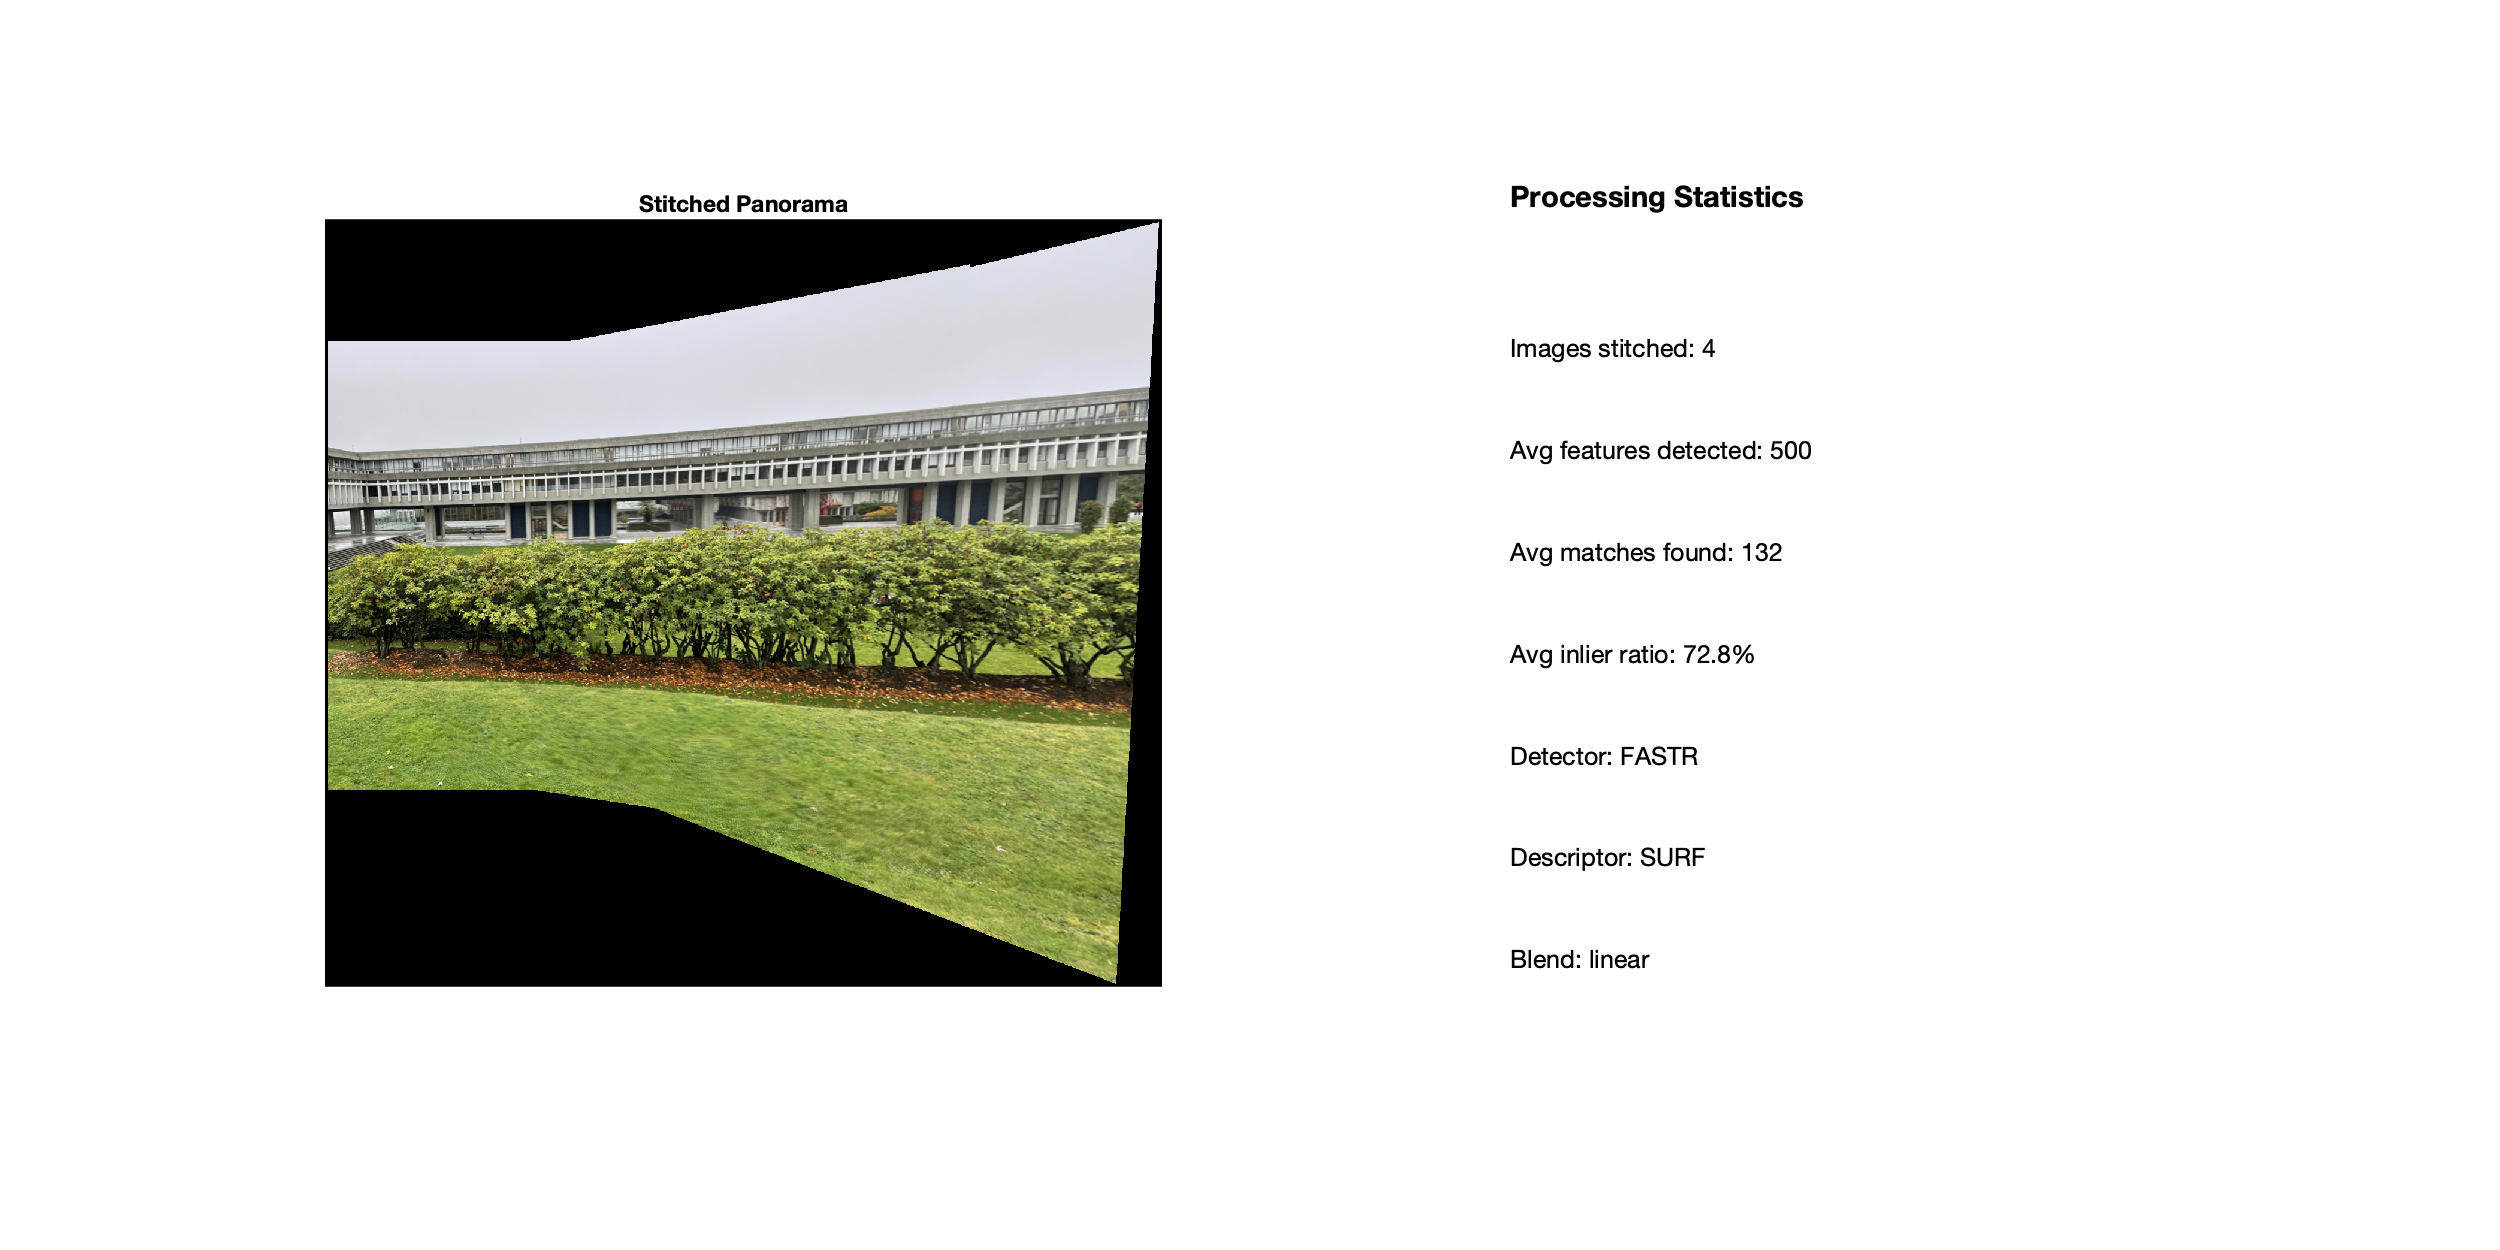 Stitched Panorama
Processing Statistics
Images stitched: 4
Avg features detected: 500
Avg matches found: 132
Avg inlier ratio: 72.8%
Detector: FASTR
Descriptor: SURF
Blend: linear